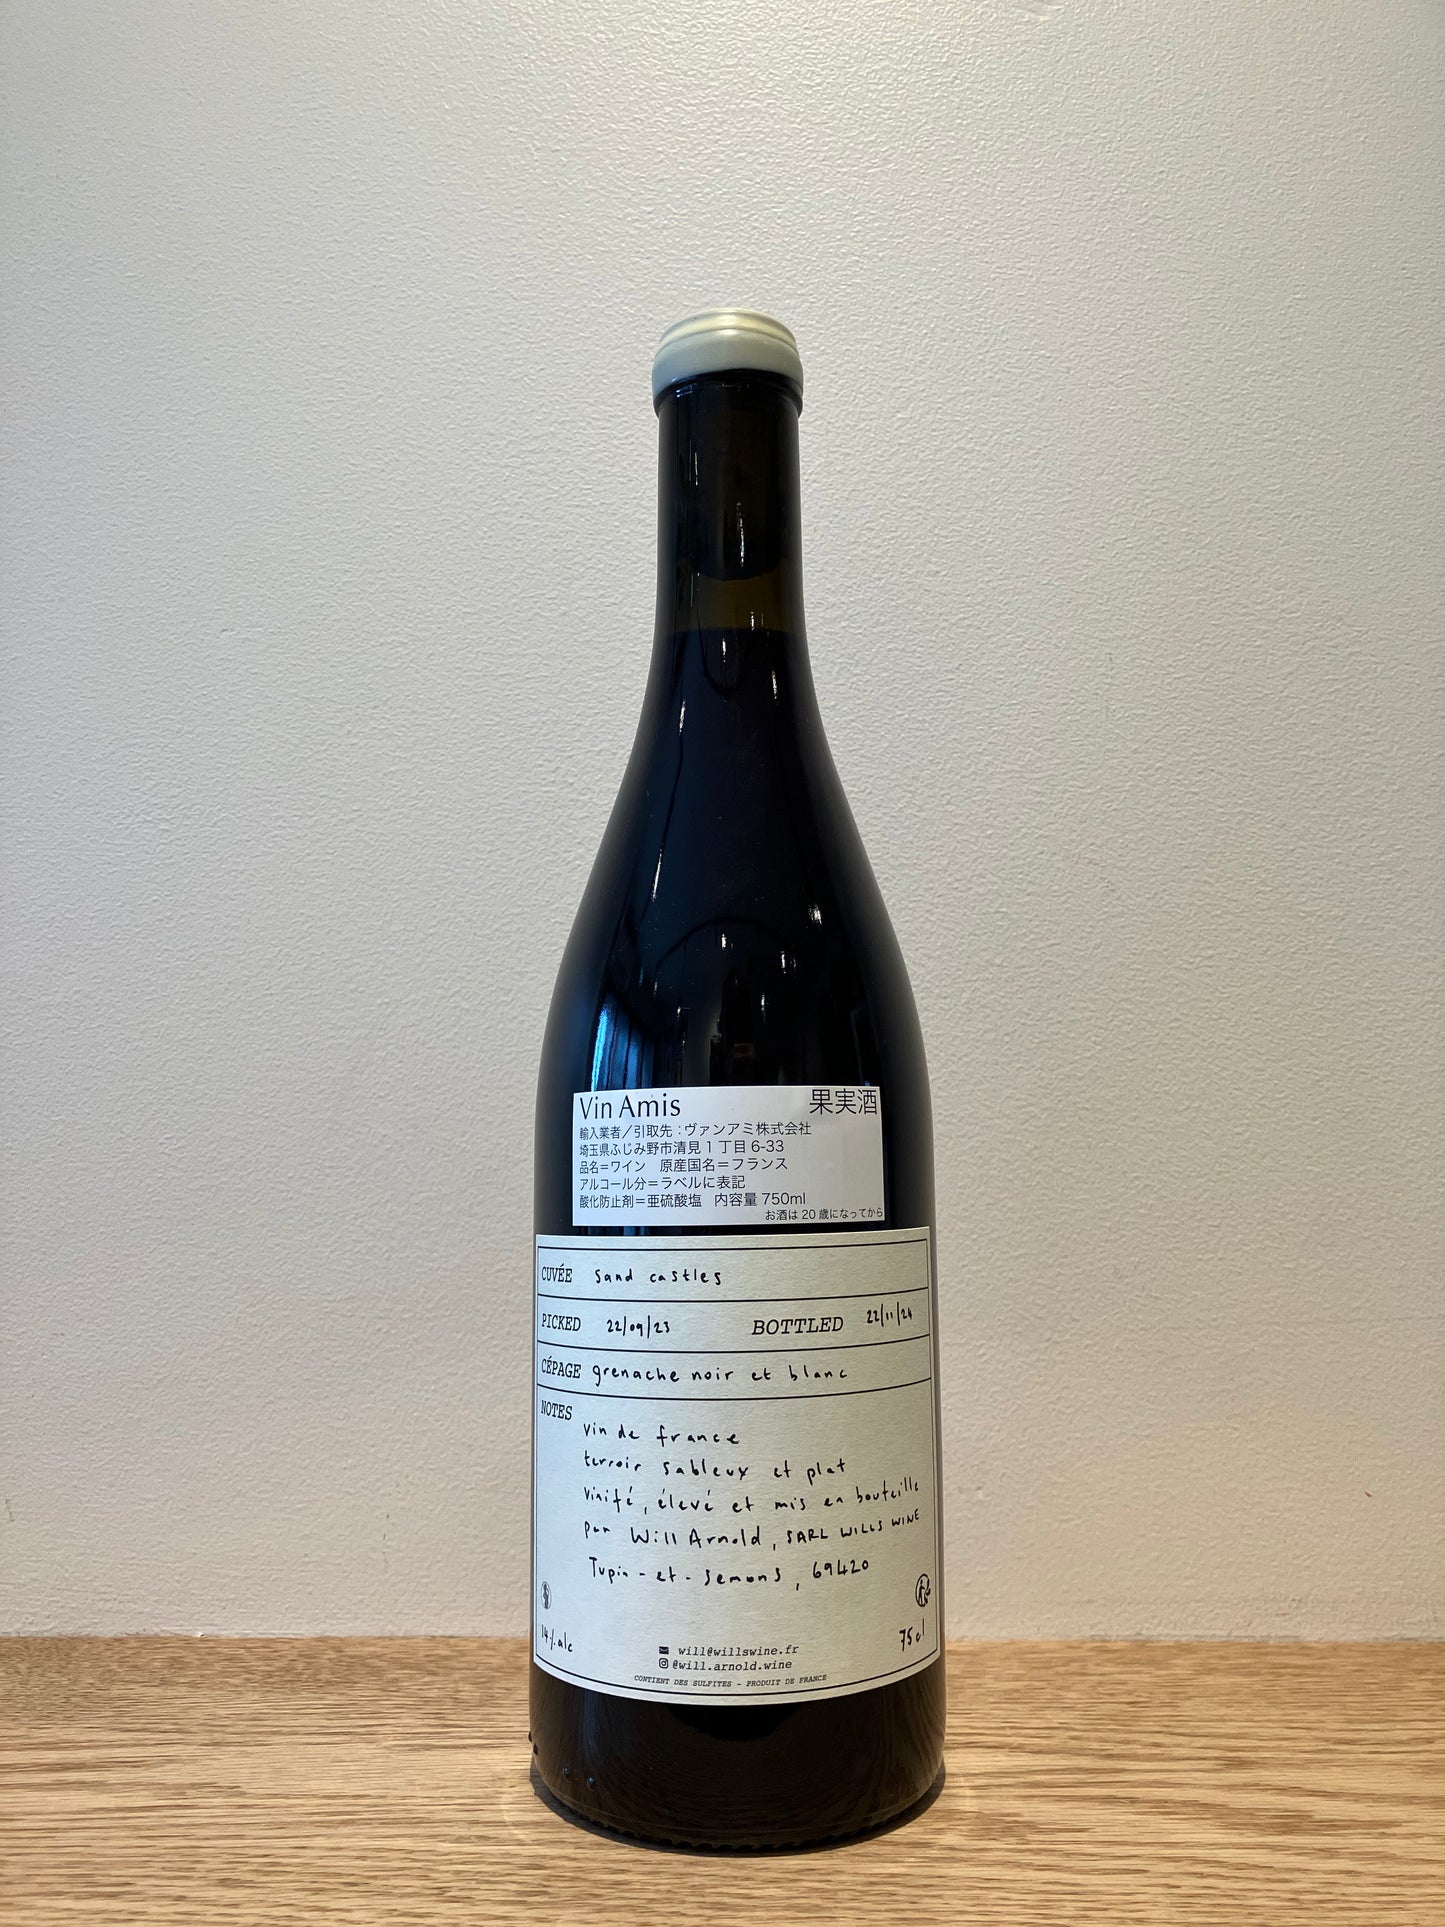 Vin Amis 果実酒
輸入業者／引取先：ヴァンアミ株式会社
埼玉県ふじみ野市清見1丁目6-33
品名＝ワイン　原産国名＝フランス
アルコール分＝ラベルに表記
酸化防止剤＝亜硫酸塩　内容量 750ml
お酒は20歳になってから
CUVÉE sand castles
PICKED 22/09/23 BOTTLED 22/11/24
CÉPAGE grenache noir et blanc
NOTES
vin de france
terroir sableux et plat
vinifé, élevé et mis en bouteille
par Will Arnold, SARL WILLS WINE
Tupin-et-semons, 69420
14%alc 75cl
will@willswine.fr
@will.arnold.wine
CONTIENT DES SULFITES - PRODUIT DE FRANCE